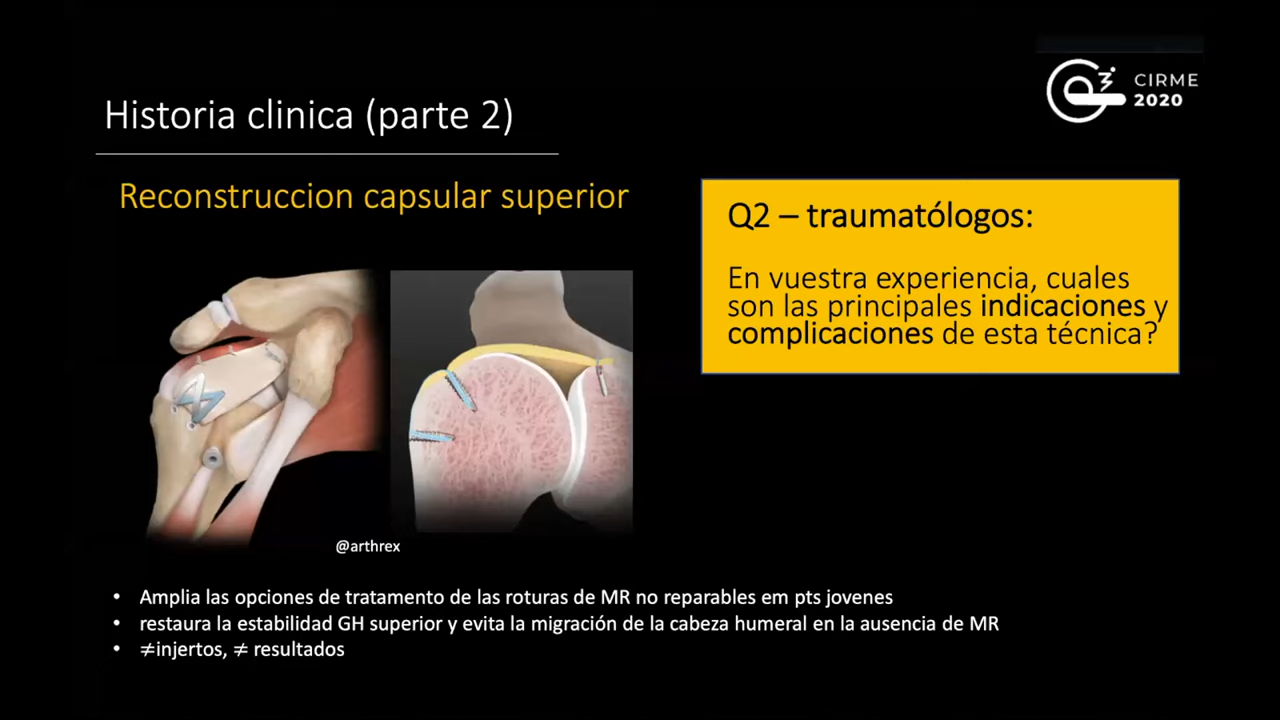 CIRME
2020
Historia clinica (parte 2)
Reconstruccion capsular superior
Q2 – traumatólogos:
En vuestra experiencia, cuales
son las principales indicaciones y
complicaciones de esta técnica?
@arthrex
• Amplia las opciones de tratamento de las roturas de MR no reparables em pts jovenes
• restaura la estabilidad GH superior y evita la migración de la cabeza humeral en la ausencia de MR
• ≠injertos, ≠ resultados